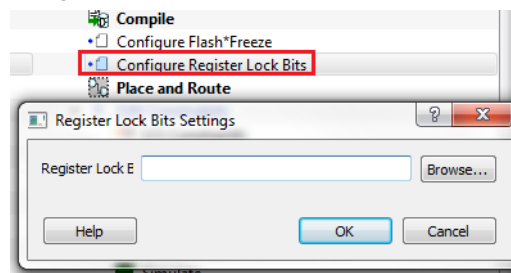 Compile
Configure Flash*Freeze
Configure Register Lock Bits
Place and Route
Register Lock Bits Settings
Register Lock E
Browse...
Help
OK
Cancel
Simulate